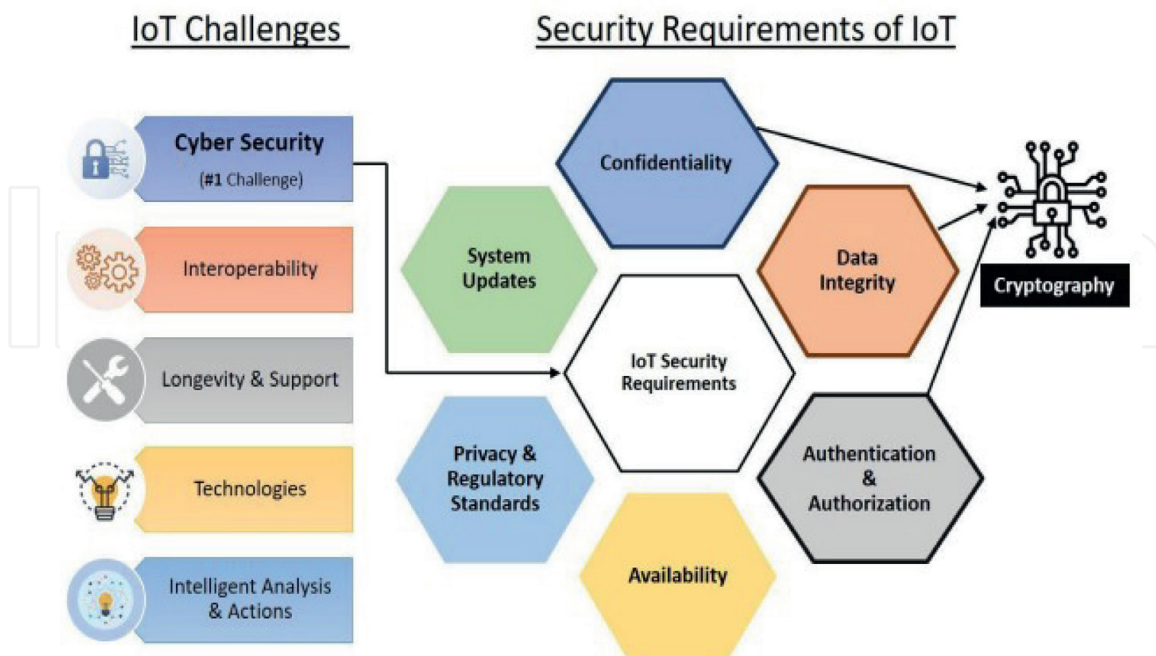 IoT Challenges
Cyber Security
(#1 Challenge)
Interoperability
Longevity & Support
Technologies
Intelligent Analysis
& Actions
Security Requirements of IoT
Confidentiality
System
Updates
Data
Integrity
Cryptography
IoT Security
Requirements
Privacy &
Regulatory
Standards
Authentication
&
Authorization
Availability